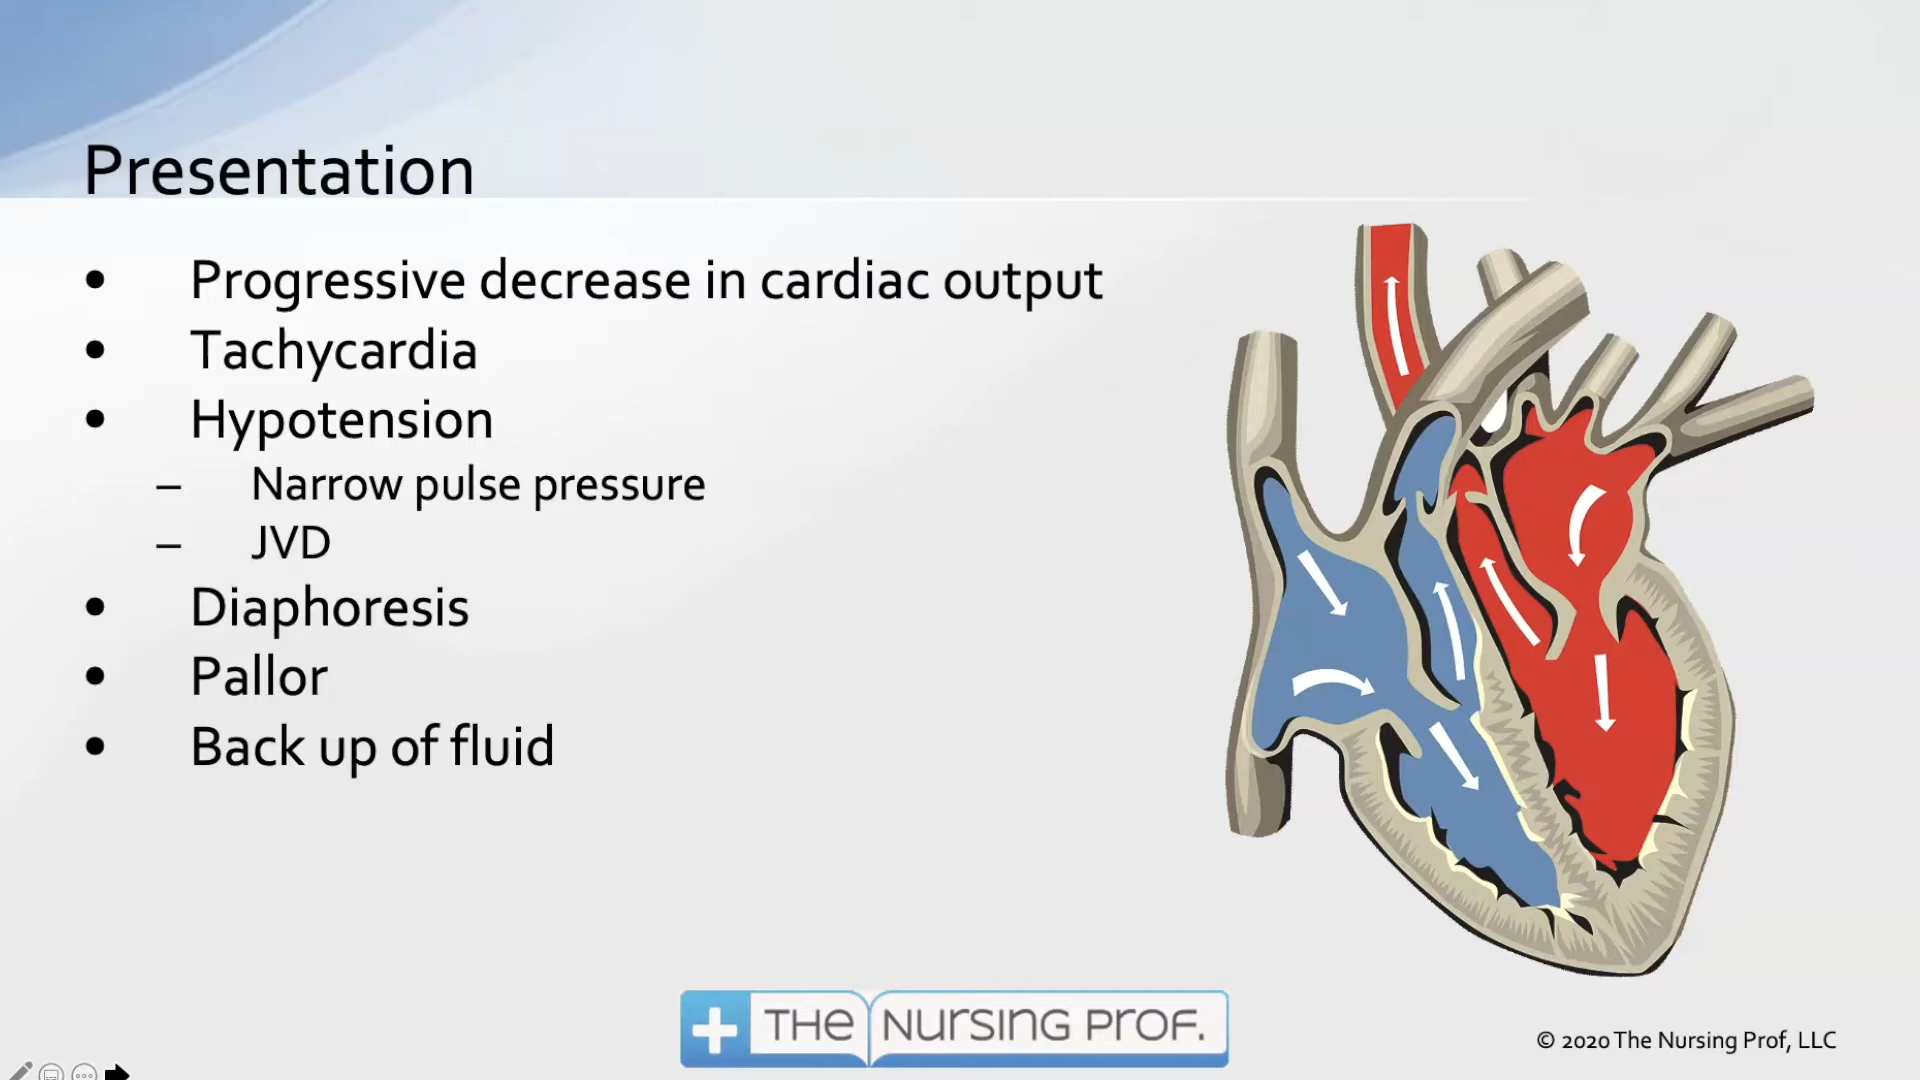 Presentation
• Progressive decrease in cardiac output
• Tachycardia
• Hypotension
– Narrow pulse pressure
– JVD
• Diaphoresis
• Pallor
• Back up of fluid
THE NURSING PROF.
© 2020 The Nursing Prof, LLC